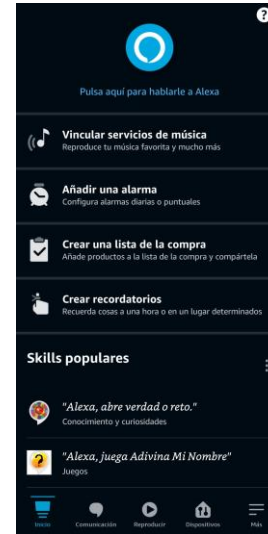 ?
Pulsa aquí para hablarle a Alexa
Vincular servicios de música
Reproduce tu música favorita y mucho más
Añadir una alarma
Configura alarmas diarias o puntuales
Crear una lista de la compra
Añade productos a la lista de la compra y compártela
Crear recordatorios
Recuerda cosas a una hora o en un lugar determinados
Skills populares
"Alexa, abre verdad o reto."
Conocimiento y curiosidades
"Alexa, juega Adivina Mi Nombre"
Juegos
Inicio Comunicación Reproducir Dispositivos Más